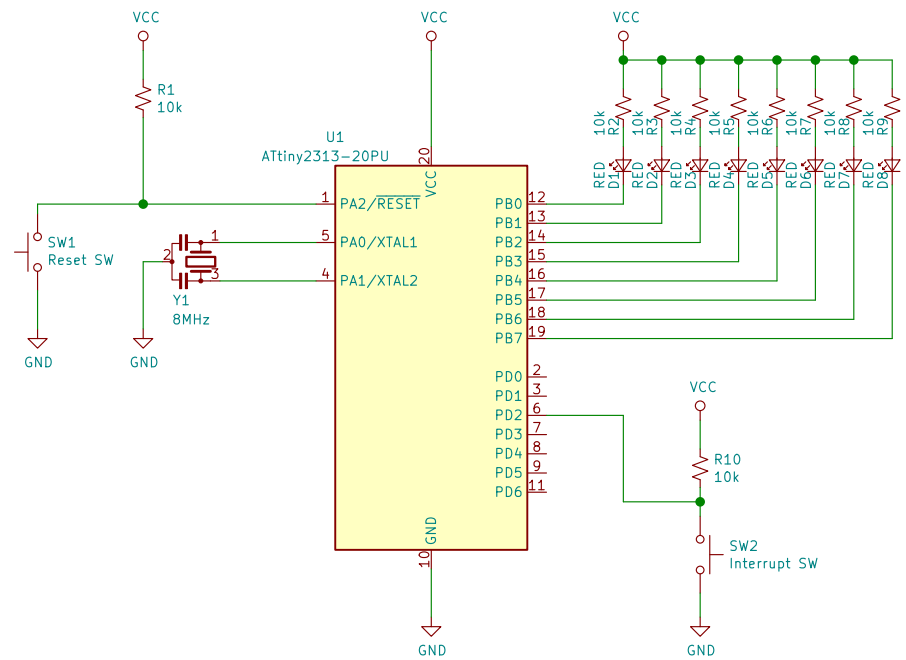 VCC
VCC
VCC
R1
10k
10k
R2
10k
R3
10k
R4
10k
R5
10k
R6
10k
R7
10k
R8
10k
R9
RED
D1
RED
D2
RED
D3
RED
D4
RED
D5
RED
D6
RED
D7
RED
D8
U1
ATtiny2313-20PU
20
VCC
1
PA2/RESET
5
PA0/XTAL1
4
PA1/XTAL2
PB0
12
PB1
13
PB2
14
PB3
15
PB4
16
PB5
17
PB6
18
PB7
19
PD0
2
PD1
3
PD2
6
PD3
7
PD4
8
PD5
9
PD6
11
GND
10
GND
SW1
Reset SW
GND
1
2
3
Y1
8MHz
GND
VCC
R10
10k
SW2
Interrupt SW
GND